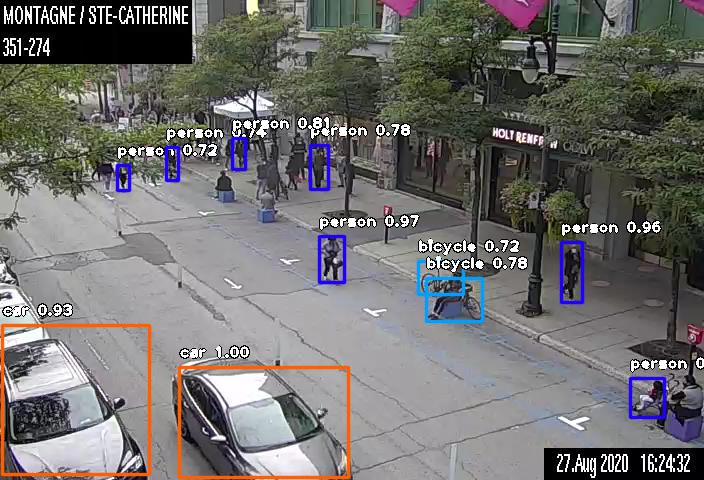 MONTAGNE / STE-CATHERINE
351-274
person 0.74
person 0.81
person 0.78
person 0.72
HOLT RENFREW
person 0.97
person 0.96
bicycle 0.72
bicycle 0.78
car 0.93
car 1.00
person 0
27.Aug 2020 16:24:32